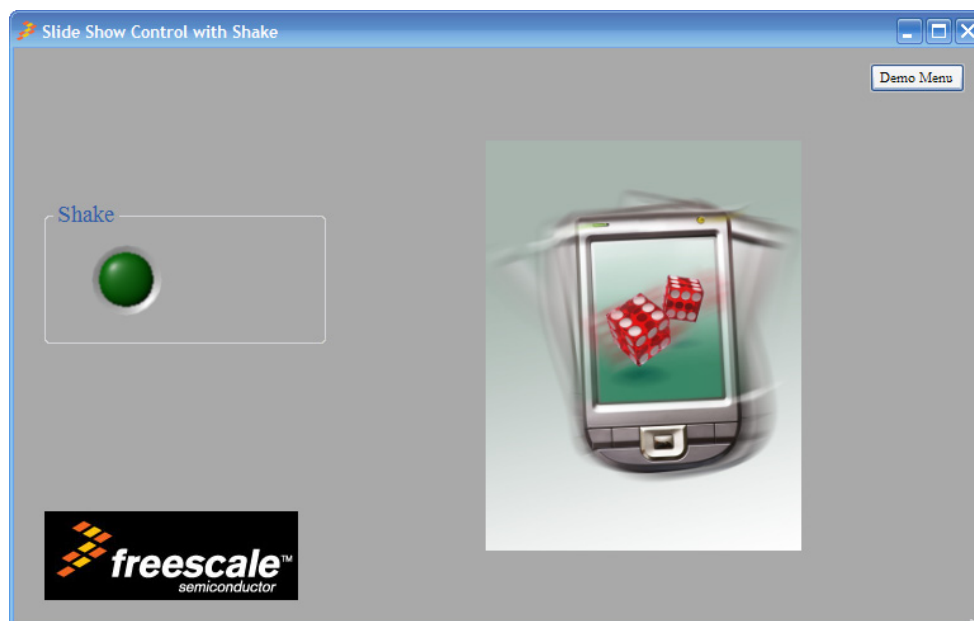 Slide Show Control with Shake
Demo Menu
Shake
freescale™
semiconductor